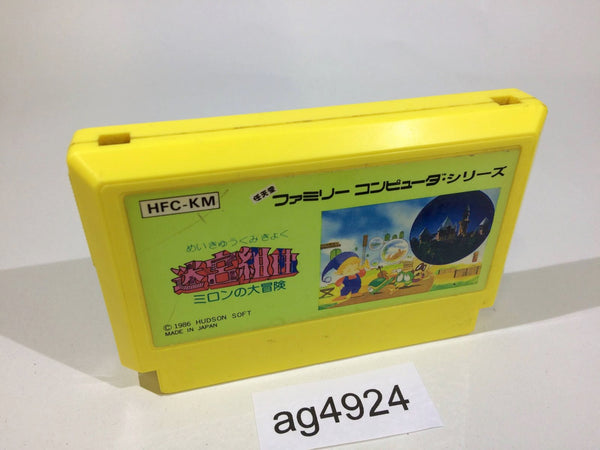 HFC-KM
任天堂 ファミリー コンピュータ・シリーズ
めいきゅうくみきょく
迷宮組曲
ミロンの大冒険
© 1986 HUDSON SOFT
MADE IN JAPAN
ag4924